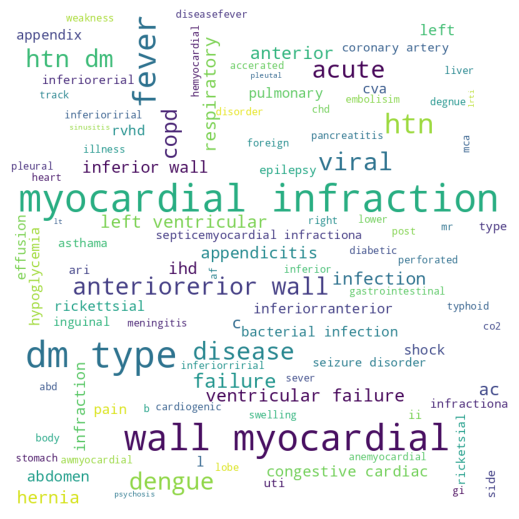 weakness
diseasefever
appendix
htn dm
fever
hemyocardial
respiratory
anterior
left
coronary artery
inferiorerial
accerated
pleutal
acute
liver
track
copd
pulmonary
cva
embolisim
degnue
lrti
inferioririal
disorder
chd
htn
sinusitis
rvhd
foreign
pancreatitis
mca
pleural
illness
inferior wall
epilepsy
viral
heart
myocardial infraction
effusion
lt
left ventricular
right
lower
post
mr
type
hypoglycemia
asthama
septicemyocardial infractiona
appendicitis
diabetic
perforated
ari
ihd
af
inferior
infection
anteriorerior wall
gastrointestinal
rickettsial
inferiorranterior
typhoid
inguinal
meningitis
c
bacterial infection
co2
dm type
disease
shock
infraction
inferiorriril
seizure disorder
abd
failure
sever
ac
ventricular failure
infractiona
pain
b
cardiogenic
swelling
ii
body
wall myocardial
ricketsial
stomach
awmyocardial
l
lobe
anemyocardial
side
abdomen
dengue
uti
congestive cardiac
gi
hernia
psychosis